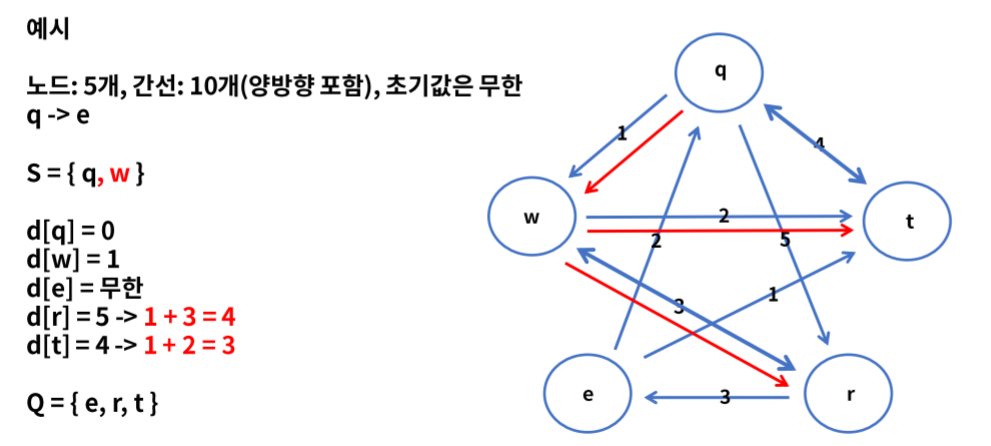 예시
노드: 5개, 간선: 10개(양방향 포함), 초기값은 무한
q -> e
S = { q, w }
d[q] = 0
d[w] = 1
d[e] = 무한
d[r] = 5 -> 1 + 3 = 4
d[t] = 4 -> 1 + 2 = 3
Q = { e, r, t }
q
1
4
w
2
t
2
5
1
3
e
3
r